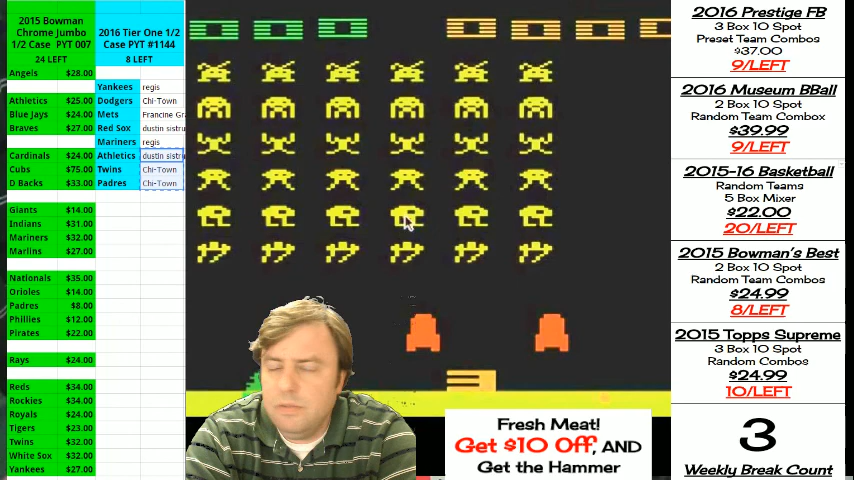 2015 Bowman
Chrome Jumbo
1/2 Case PYT 007
24 LEFT
Angels $28.00
Athletics $25.00
Blue Jays $24.00
Braves $27.00
Cardinals $24.00
Cubs $75.00
D Backs $33.00
Giants $14.00
Indians $31.00
Mariners $32.00
Marlins $27.00
Nationals $35.00
Orioles $14.00
Padres $8.00
Phillies $12.00
Pirates $22.00
Rays $24.00
Reds $34.00
Rockies $34.00
Royals $24.00
Tigers $23.00
Twins $32.00
White Sox $32.00
Yankees $27.00
2016 Tier One 1/2
Case PYT #1144
8 LEFT
Yankees regis
Dodgers Chi-Town
Mets Francine Gr
Red Sox dustin sistru
Mariners regis
Athletics dustin sistru
Twins Chi-Town
Padres Chi-Town
Fresh Meat!
Get $10 Off, AND
Get the Hammer
2016 Prestige FB
3 Box 10 Spot
Preset Team Combos
$37.00
9/LEFT
2016 Museum BBall
2 Box 10 Spot
Random Team Combox
$39.99
9/LEFT
2015-16 Basketball
Random Teams
5 Box Mixer
$22.00
20/LEFT
2015 Bowman's Best
2 Box 10 Spot
Random Team Combos
$24.99
8/LEFT
2015 Topps Supreme
3 Box 10 Spot
Random Combos
$24.99
10/LEFT
3
Weekly Break Count